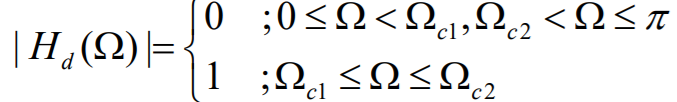 |H_d(Ω)|= { 0 ;0 ≤ Ω < Ω_c1, Ω_c2 < Ω ≤ π
1 ;Ω_c1 ≤ Ω ≤ Ω_c2